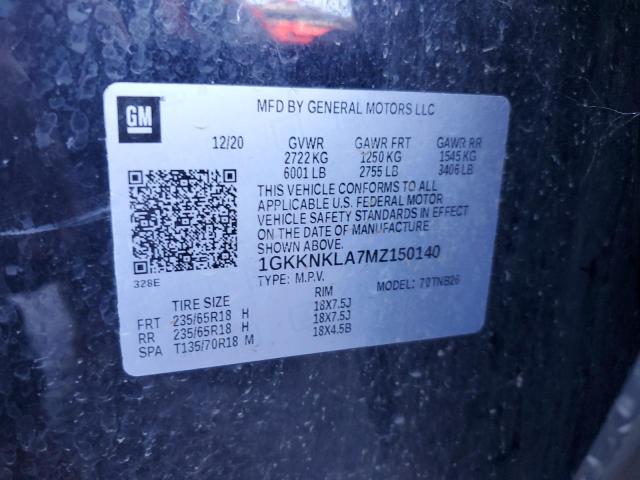 GM
MFD BY GENERAL MOTORS LLC
12/20 GVWR GAWR FRT GAWR RR
2722 KG 1250 KG 1545 KG
6001 LB 2755 LB 3406 LB
THIS VEHICLE CONFORMS TO ALL
APPLICABLE U.S. FEDERAL MOTOR
VEHICLE SAFETY STANDARDS IN EFFECT
ON THE DATE OF MANUFACTURE
SHOWN ABOVE.
328E
1GKKNKLA7MZ150140
TYPE: M.P.V. MODEL: 70TNB26
TIRE SIZE RIM
FRT 235/65R18 H 18X7.5J
RR 235/65R18 H 18X7.5J
SPA T135/70R18 M 18X4.5B